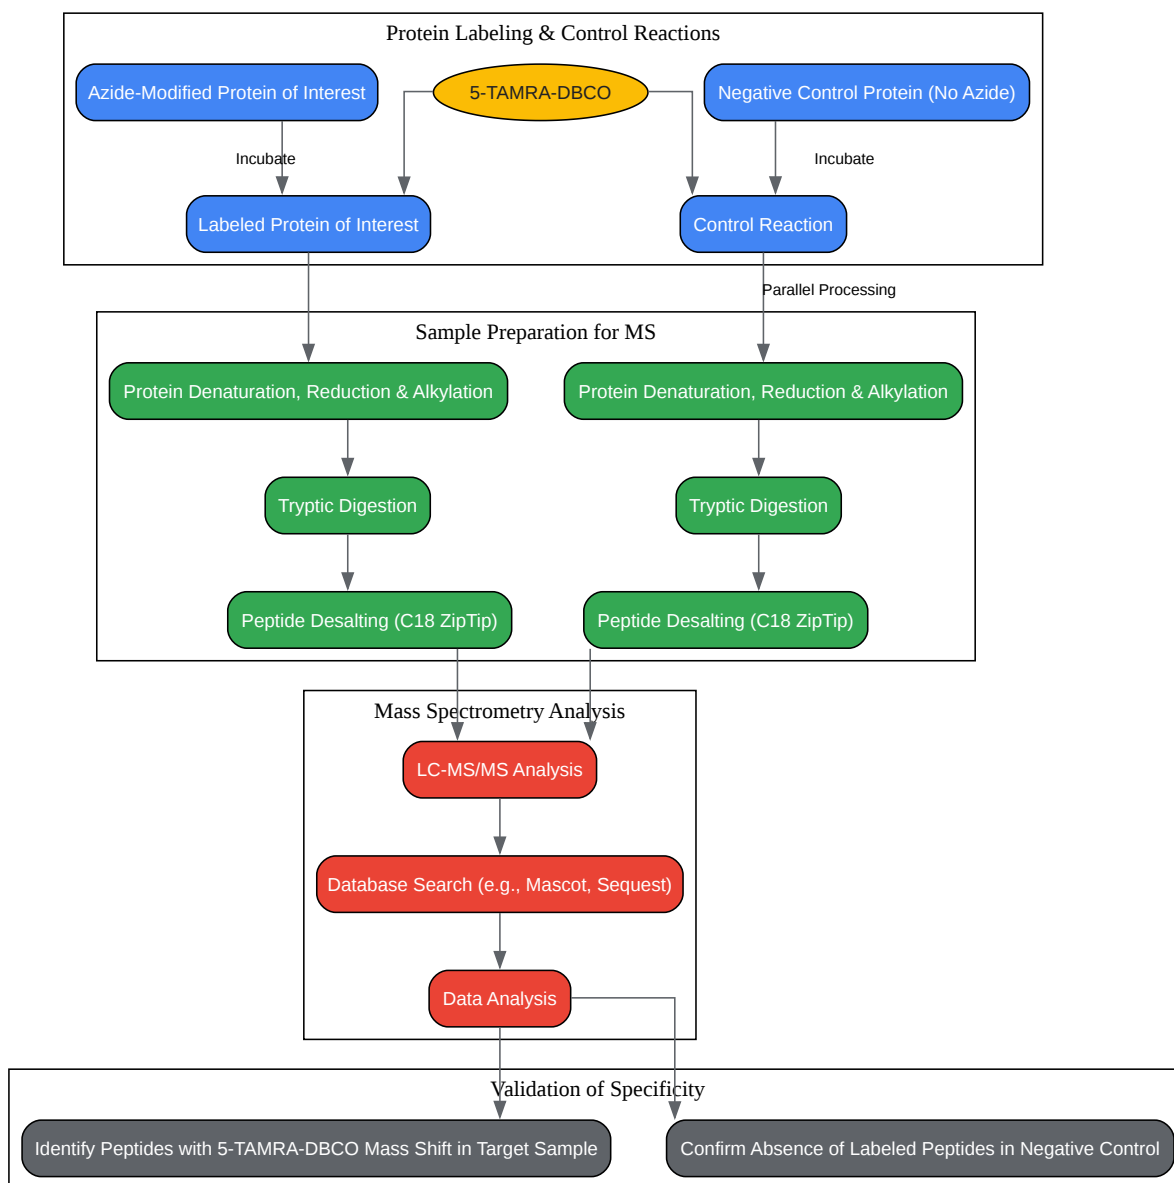 Protein Labeling & Control Reactions
Azide-Modified Protein of Interest
5-TAMRA-DBCO
Negative Control Protein (No Azide)
Incubate
Incubate
Labeled Protein of Interest
Control Reaction
Parallel Processing
Sample Preparation for MS
Protein Denaturation, Reduction & Alkylation
Protein Denaturation, Reduction & Alkylation
Tryptic Digestion
Tryptic Digestion
Peptide Desalting (C18 ZipTip)
Peptide Desalting (C18 ZipTip)
Mass Spectrometry Analysis
LC-MS/MS Analysis
Database Search (e.g., Mascot, Sequest)
Data Analysis
Validation of Specificity
Identify Peptides with 5-TAMRA-DBCO Mass Shift in Target Sample
Confirm Absence of Labeled Peptides in Negative Control